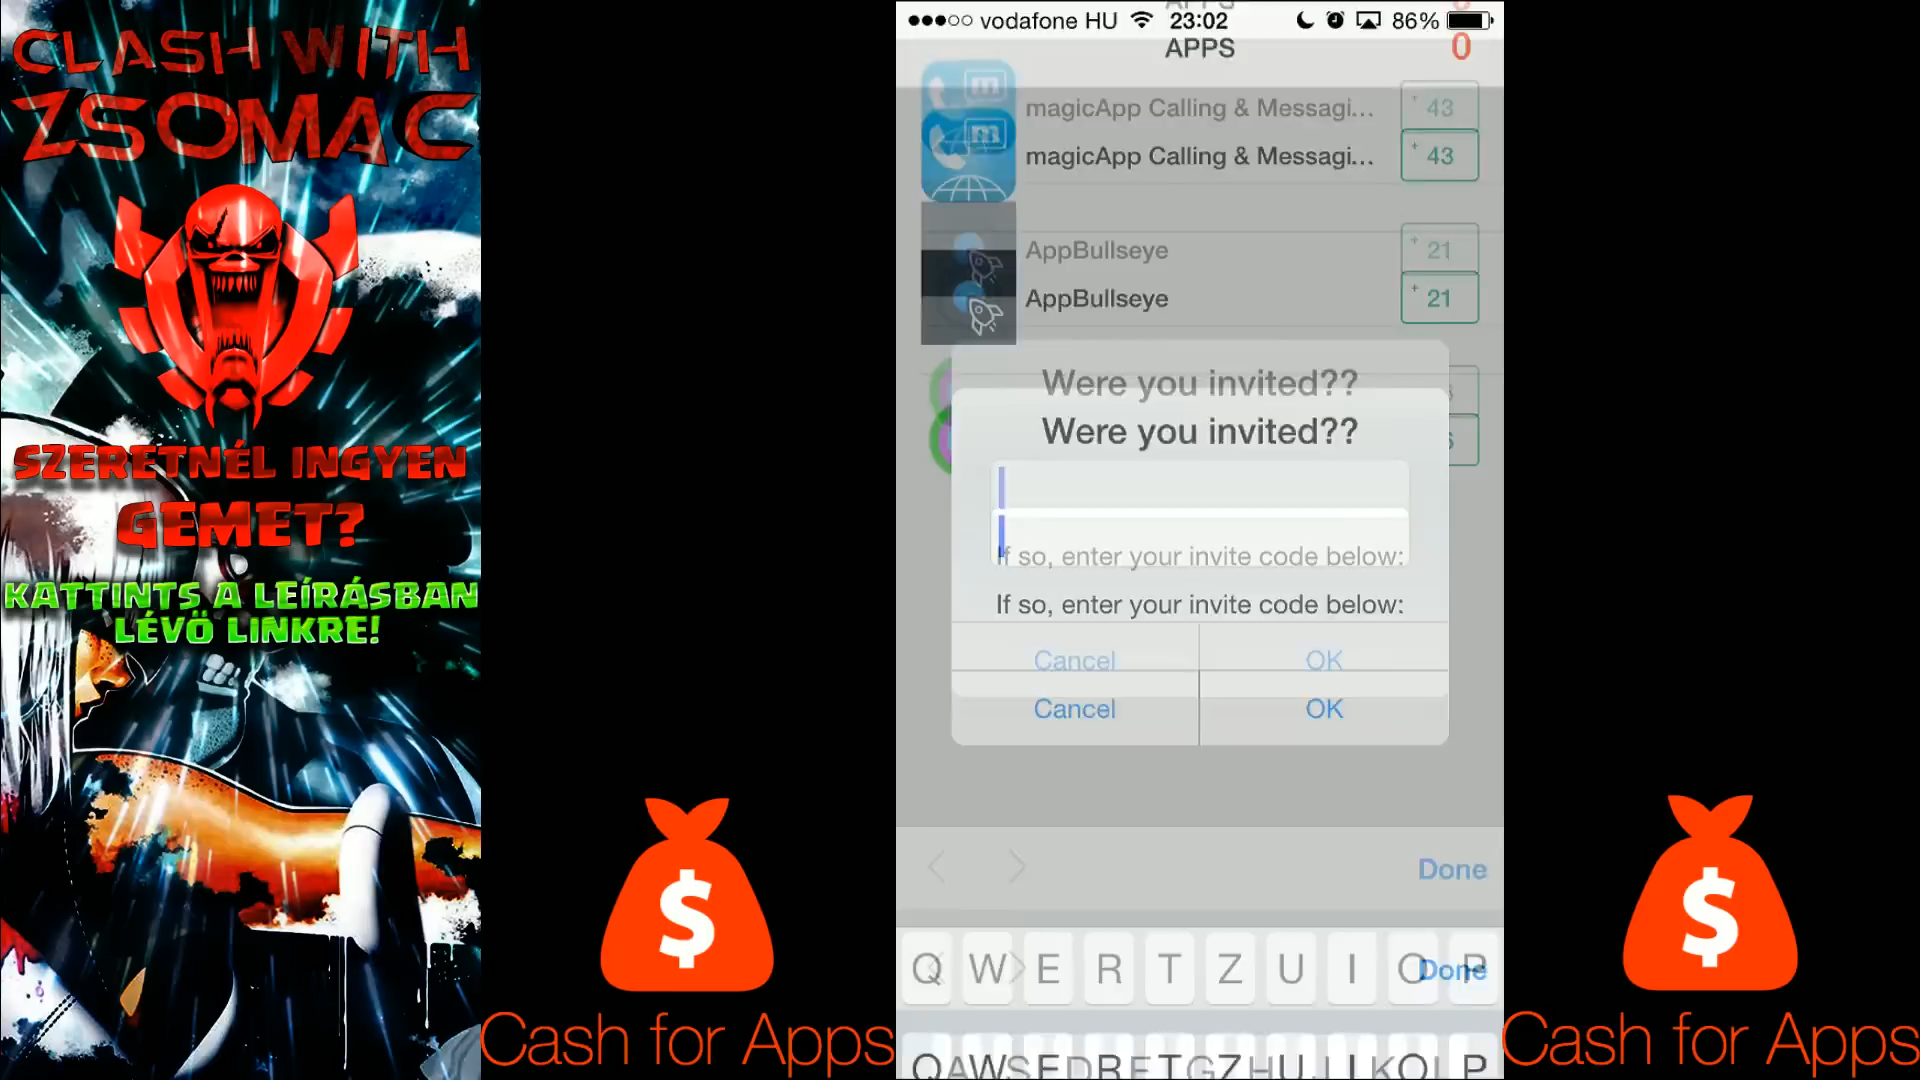 CLASH WITH
ZSOMAC
SZERETNÉL INGYEN
GEMET?
KATTINTS A LEÍRÁSBAN
LÉVŐ LINKRE!
$
Cash for Apps
vodafone HU 23:02 86%
APPS 0
magicApp Calling & Messagi... + 43
magicApp Calling & Messagi... + 43
AppBullseye + 21
AppBullseye + 21
Were you invited??
Were you invited??
If so, enter your invite code below:
If so, enter your invite code below:
Cancel OK
Cancel OK
Done
Q W E R T Z U I O P
Done
Q W E R T Z U I O P
A S D F G H J K L
$
Cash for Apps